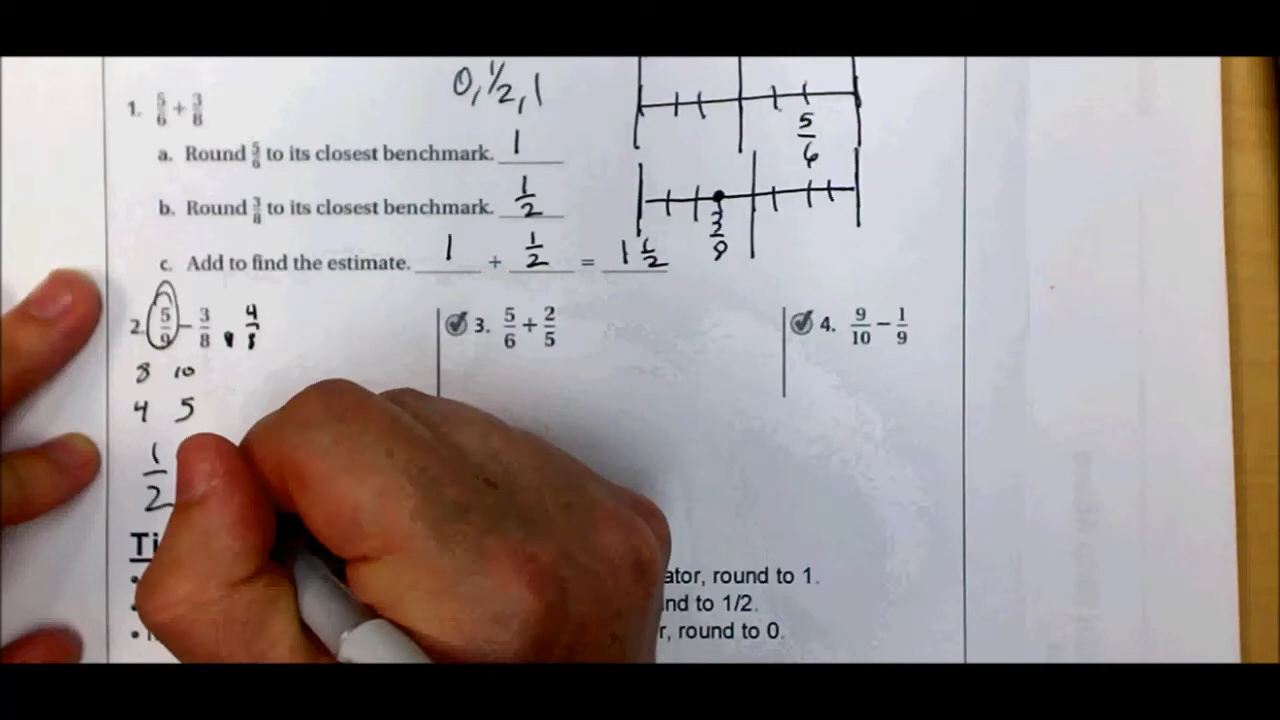 0, 1/2, 1
1. 5/6 + 3/8
a. Round 5/6 to its closest benchmark. 1
b. Round 3/8 to its closest benchmark. 1/2
c. Add to find the estimate. 1 + 1/2 = 1 1/2
5/6
3/9
2. 5/9 - 3/8 4/8
8 10
4 5
1/2
3. 5/6 + 2/5
4. 9/10 - 1/9
Ti
ator, round to 1.
nd to 1/2.
r, round to 0.